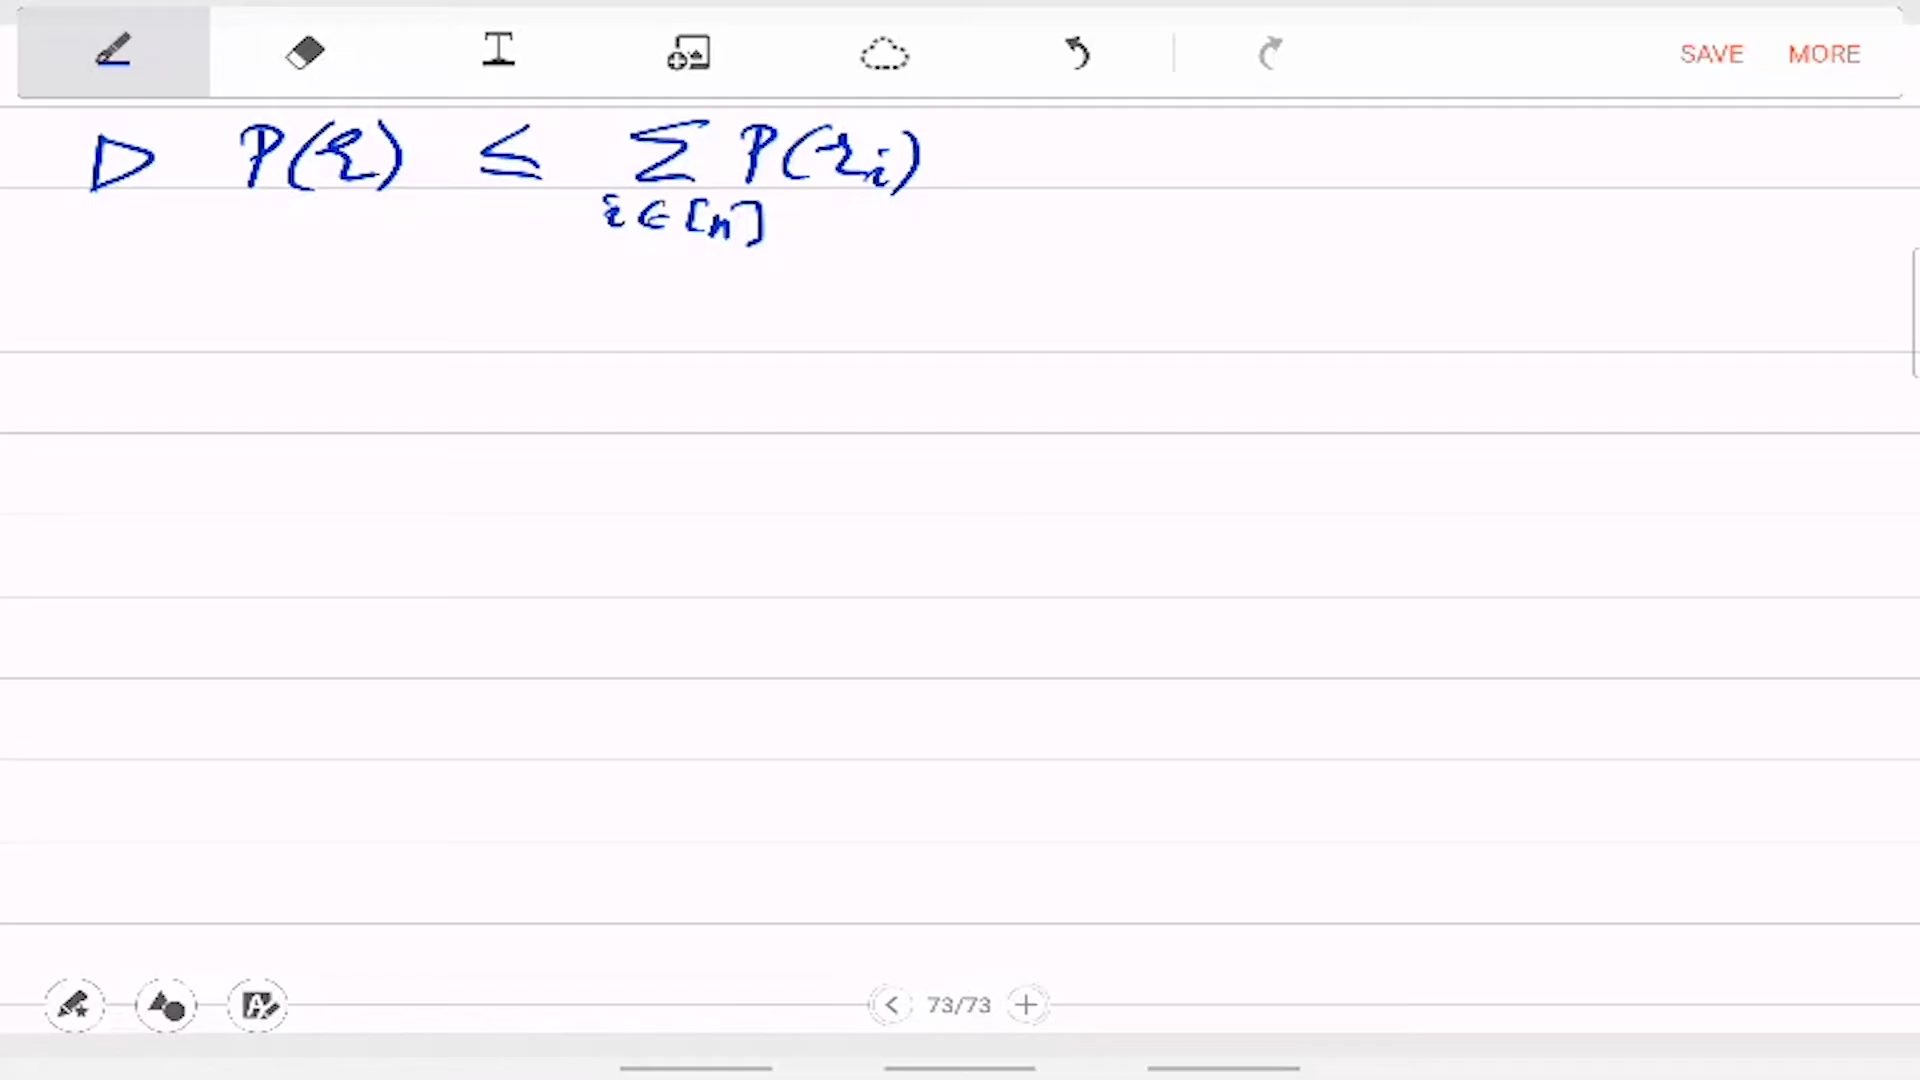 SAVE MORE
▷ P(ℰ) ≤ ∑ P(ℰᵢ)
i ∈ [n]
73/73